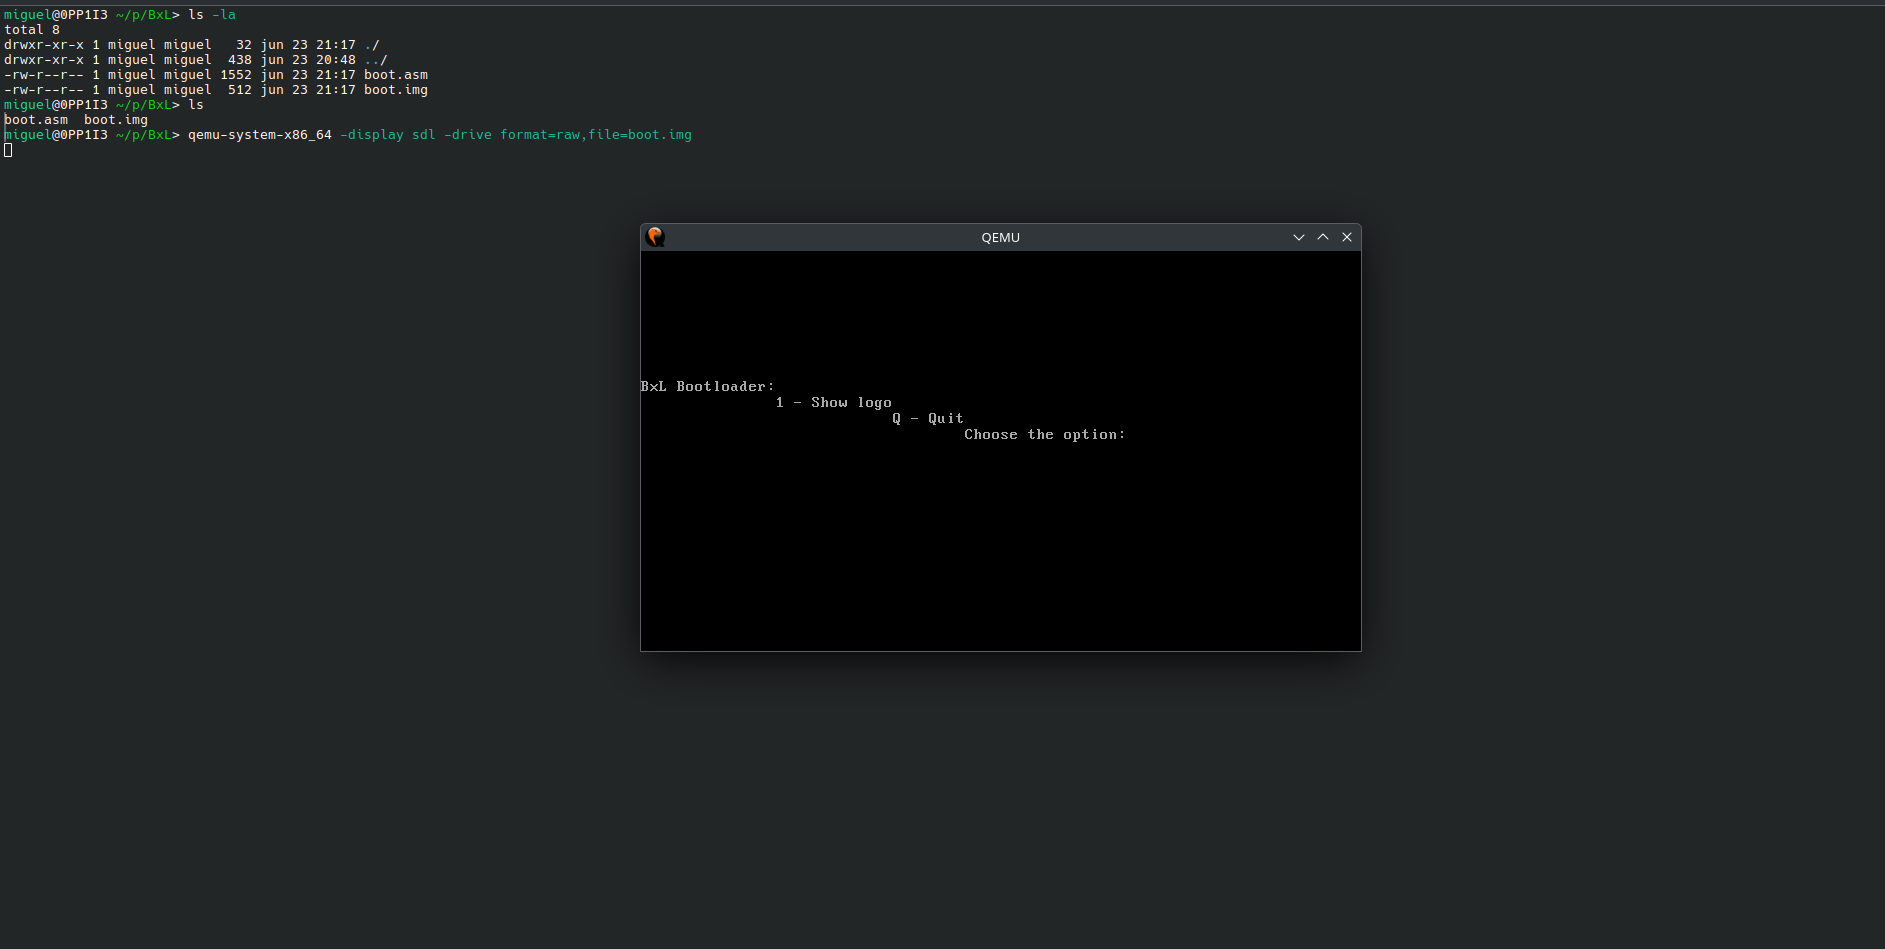 miguel@0PP1I3 ~/p/BxL> ls -la
total 8
drwxr-xr-x 1 miguel miguel   32 jun 23 21:17 ./
drwxr-xr-x 1 miguel miguel  438 jun 23 20:48 ../
-rw-r--r-- 1 miguel miguel 1552 jun 23 21:17 boot.asm
-rw-r--r-- 1 miguel miguel  512 jun 23 21:17 boot.img
miguel@0PP1I3 ~/p/BxL> ls
boot.asm  boot.img
miguel@0PP1I3 ~/p/BxL> qemu-system-x86_64 -display sdl -drive format=raw,file=boot.img
QEMU
BxL Bootloader:
1 - Show logo
Q - Quit
Choose the option: